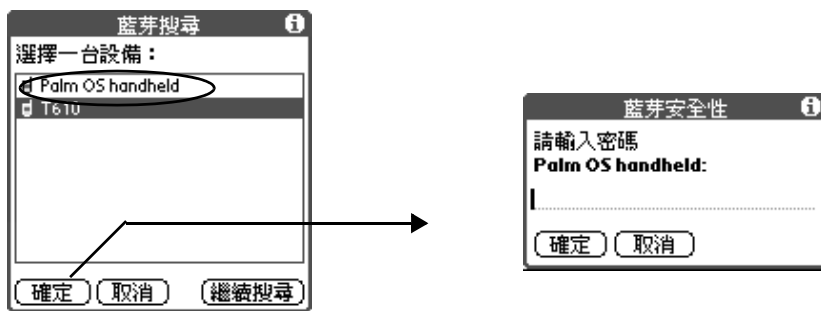 藍芽搜尋
選擇一台設備：
Palm OS handheld
T610
確定 取消 繼續搜尋
藍芽安全性
請輸入密碼
Palm OS handheld:
確定 取消